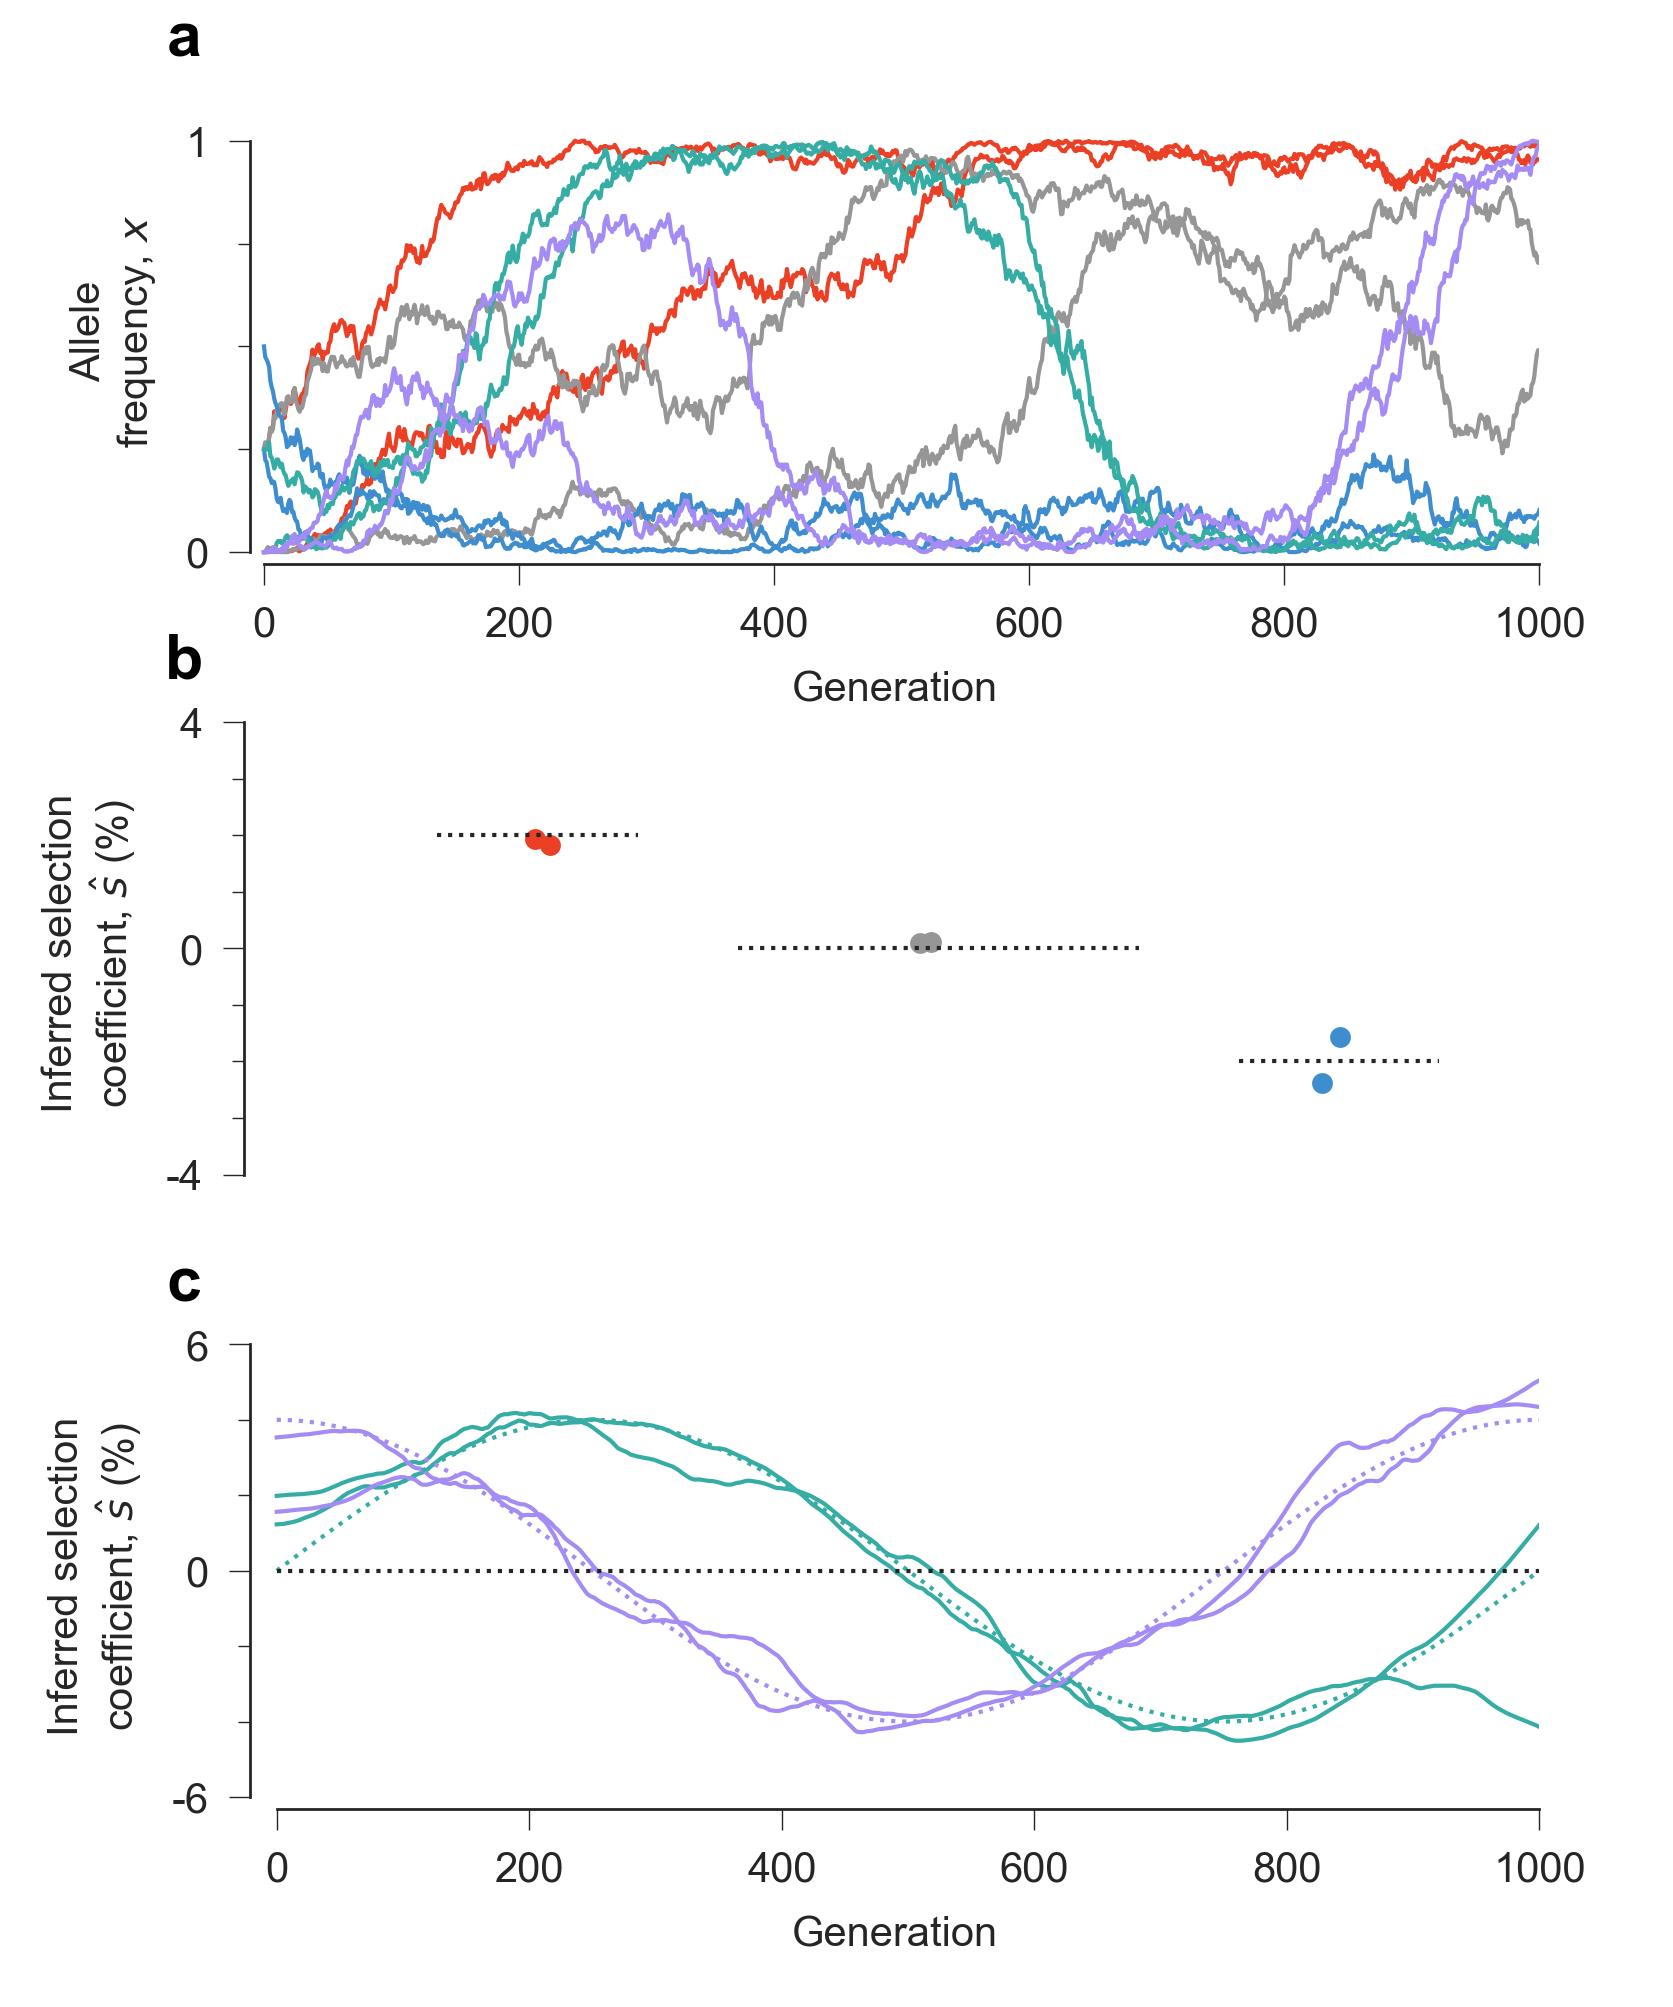 a
Allele
frequency, x
1
0
0 200 400 600 800 1000
Generation
b
Inferred selection
coefficient, ŝ (%)
4
0
-4
c
Inferred selection
coefficient, ŝ (%)
6
0
-6
0 200 400 600 800 1000
Generation